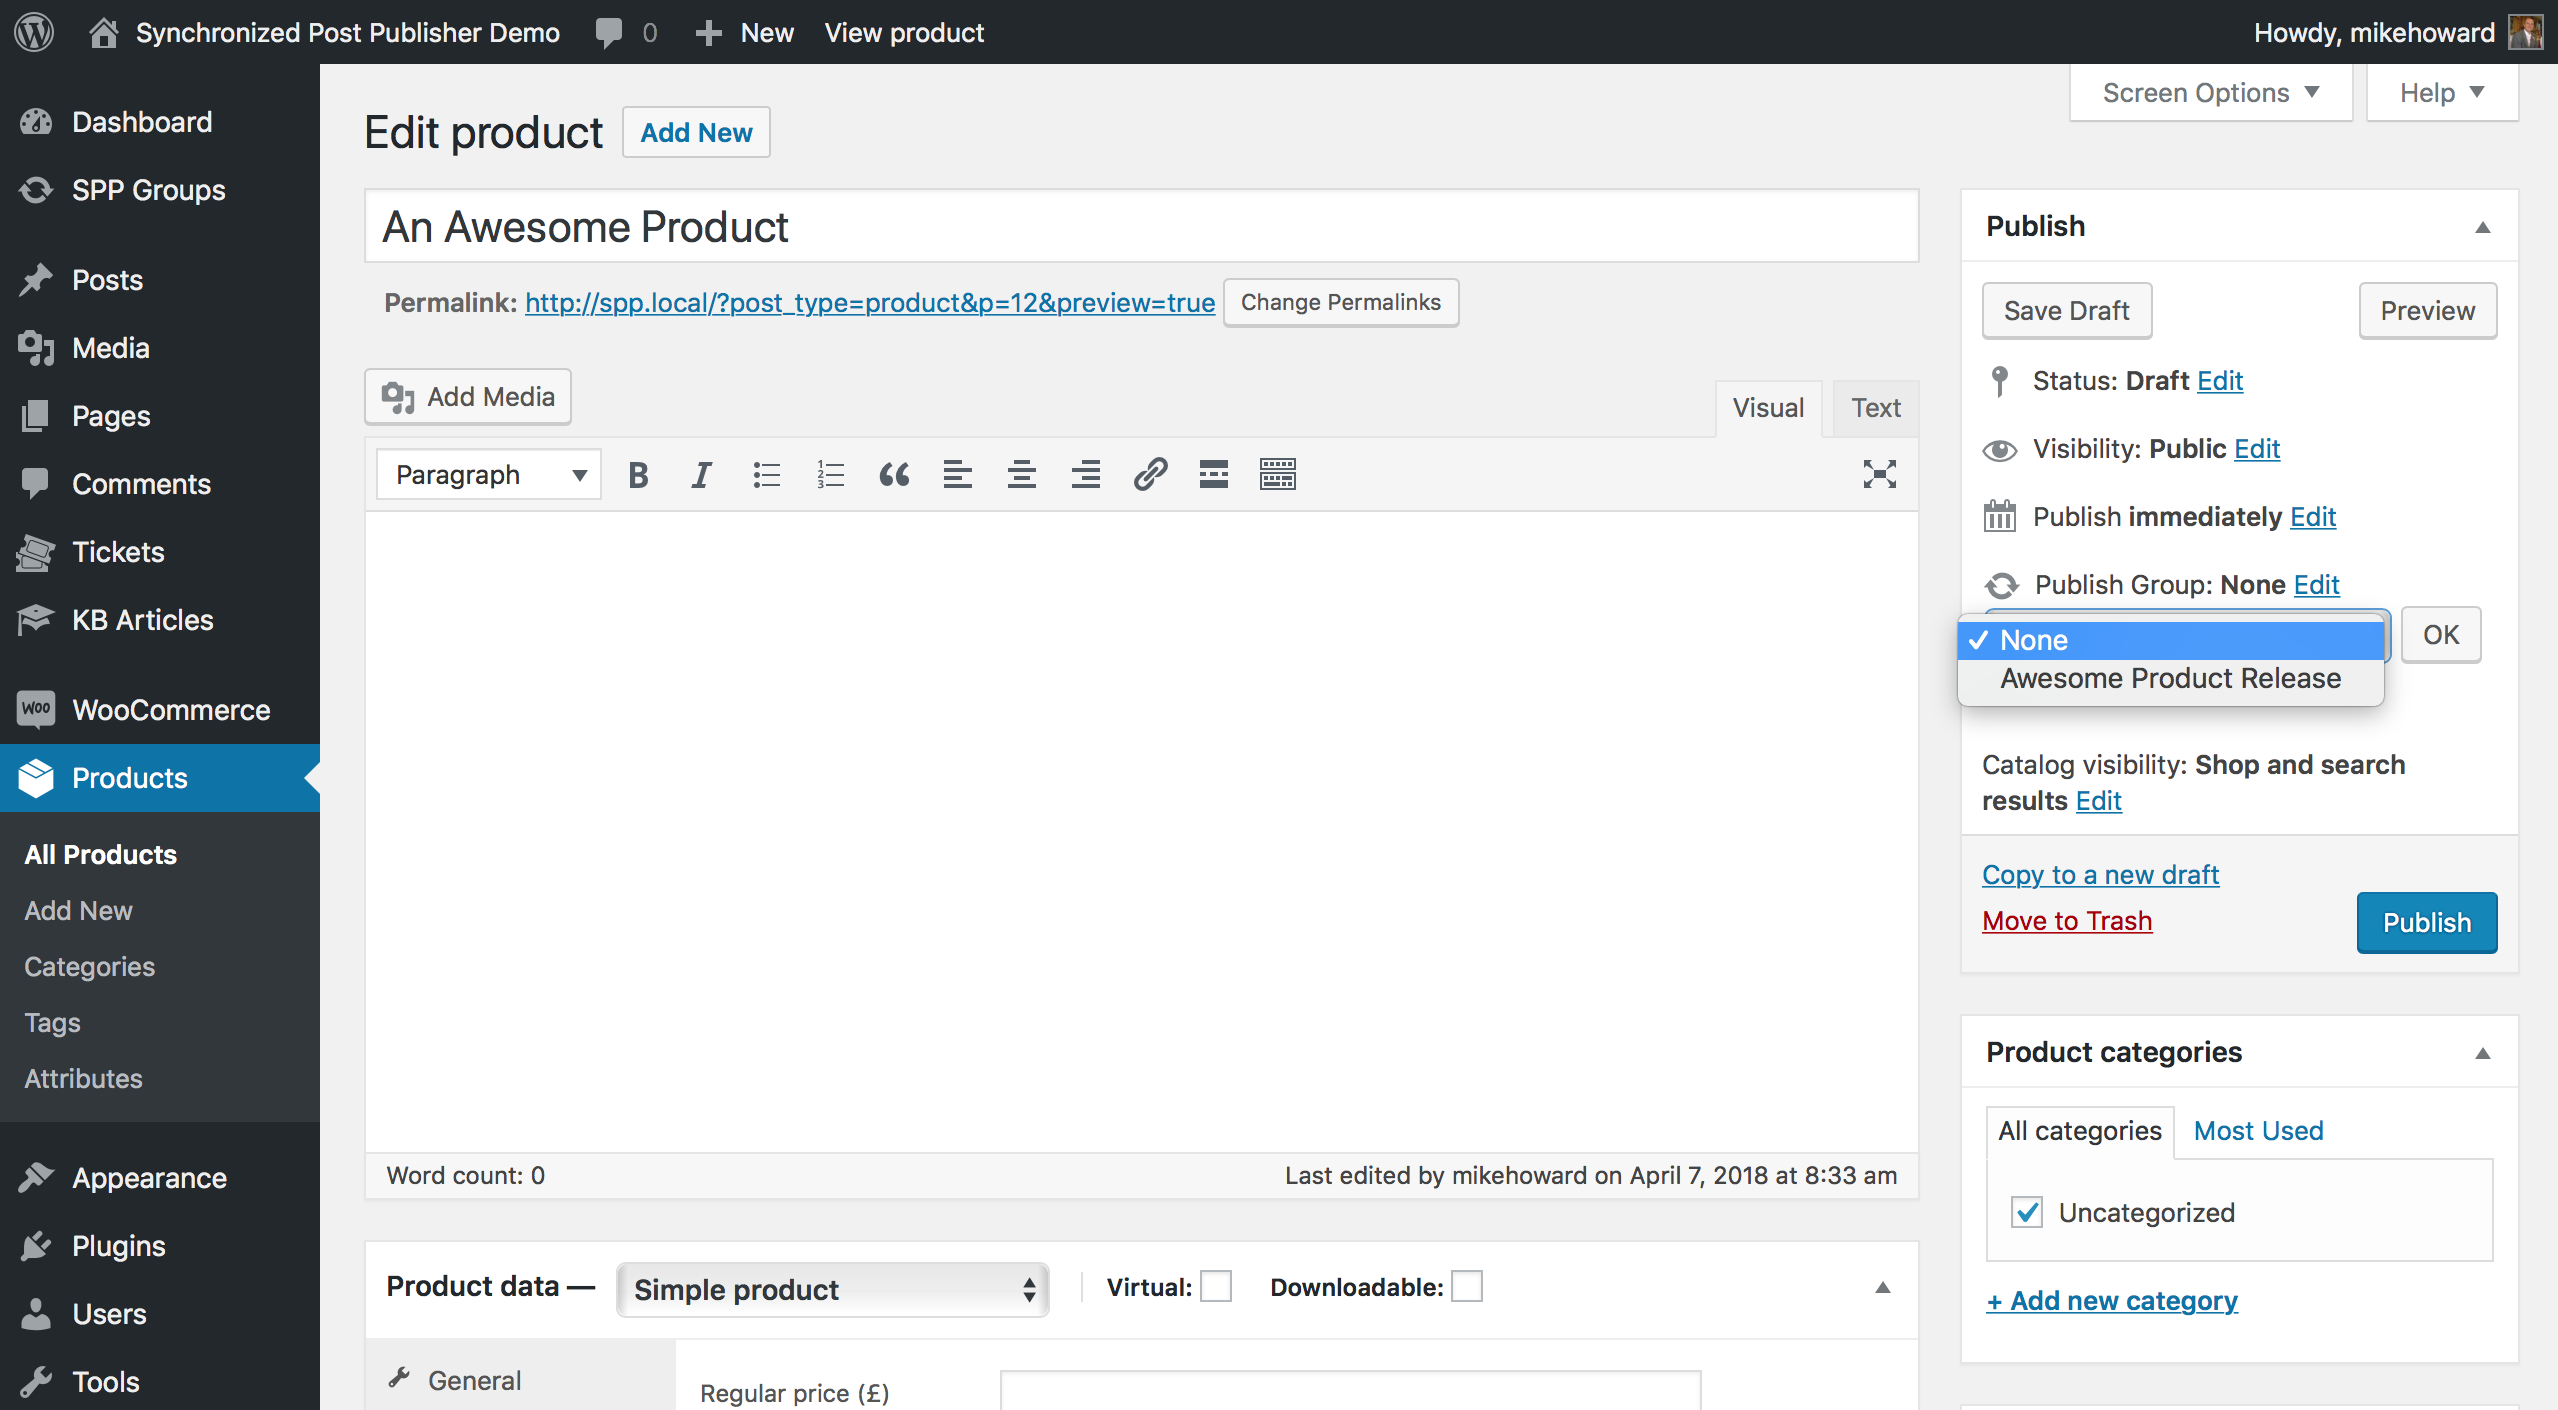 Synchronized Post Publisher Demo 0 New View product Howdy, mikehoward
Screen Options Help
Dashboard
SPP Groups
Posts
Media
Pages
Comments
Tickets
KB Articles
WOO WooCommerce
Products
All Products
Add New
Categories
Tags
Attributes
Appearance
Plugins
Users
Tools
Edit product Add New
An Awesome Product
Permalink: http://spp.local/?post_type=product&p=12&preview=true Change Permalinks
Add Media
Visual Text
Paragraph B I 1 2 3
Word count: 0 Last edited by mikehoward on April 7, 2018 at 8:33 am
Product data — Simple product Virtual: Downloadable:
General
Regular price (£)
Publish
Save Draft Preview
Status: Draft Edit
Visibility: Public Edit
Publish immediately Edit
Publish Group: None Edit
None
Awesome Product Release
OK
Catalog visibility: Shop and search
results Edit
Copy to a new draft
Move to Trash
Publish
Product categories
All categories Most Used
Uncategorized
+ Add new category